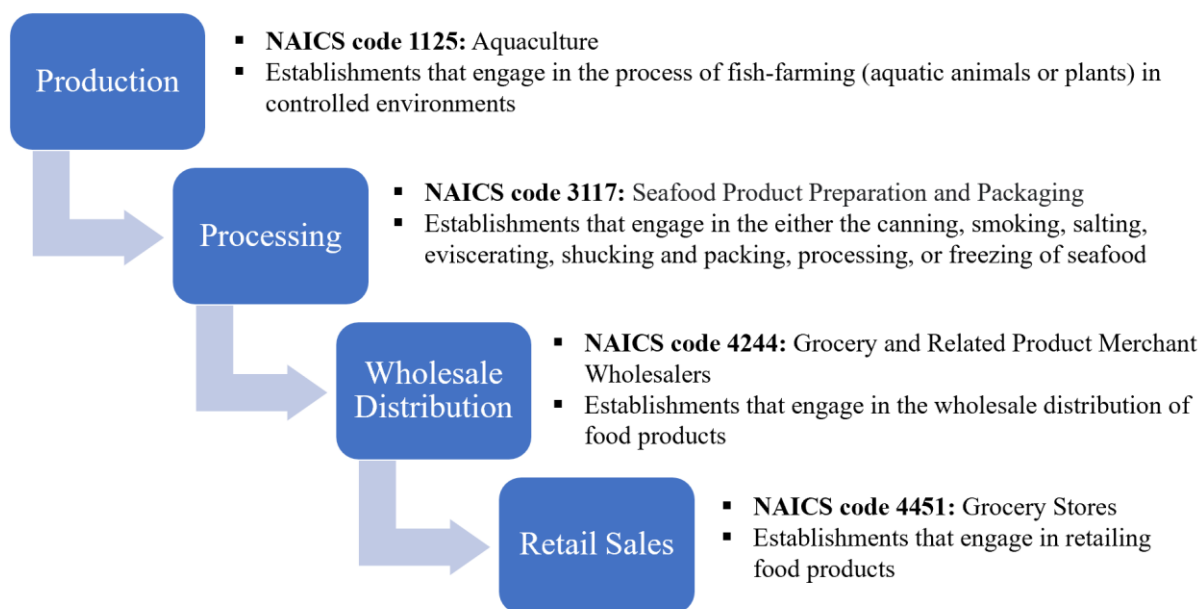 Production
▪ NAICS code 1125: Aquaculture
▪ Establishments that engage in the process of fish-farming (aquatic animals or plants) in
controlled environments
Processing
▪ NAICS code 3117: Seafood Product Preparation and Packaging
▪ Establishments that engage in the either the canning, smoking, salting,
eviscerating, shucking and packing, processing, or freezing of seafood
Wholesale
Distribution
▪ NAICS code 4244: Grocery and Related Product Merchant
Wholesalers
▪ Establishments that engage in the wholesale distribution of
food products
Retail Sales
▪ NAICS code 4451: Grocery Stores
▪ Establishments that engage in retailing
food products